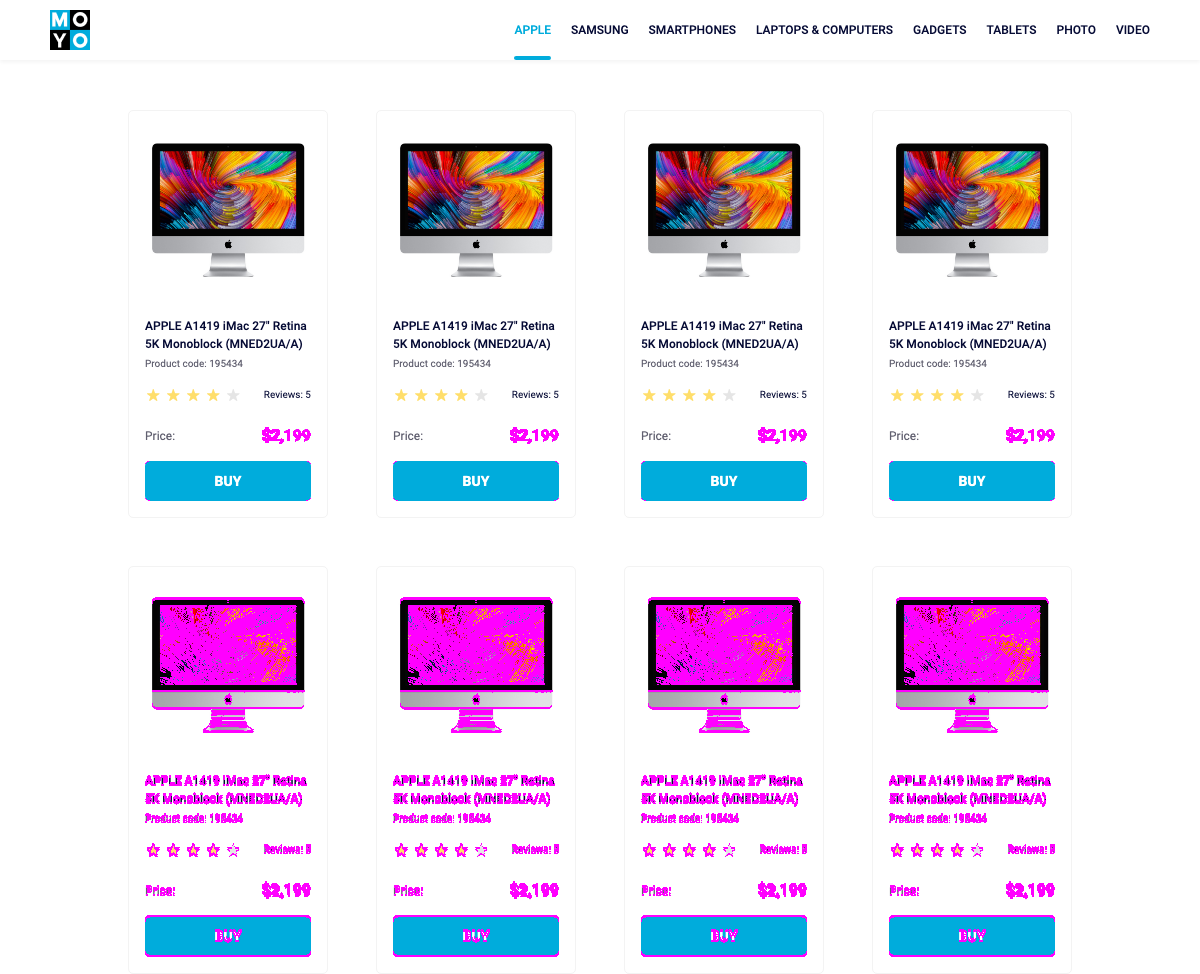 MO
YO
APPLE SAMSUNG SMARTPHONES LAPTOPS & COMPUTERS GADGETS TABLETS PHOTO VIDEO
APPLE A1419 iMac 27" Retina
5K Monoblock (MNED2UA/A)
Product code: 195434
Reviews: 5
Price: $2,199
BUY
APPLE A1419 iMac 27" Retina
5K Monoblock (MNED2UA/A)
Product code: 195434
Reviews: 5
Price: $2,199
BUY
APPLE A1419 iMac 27" Retina
5K Monoblock (MNED2UA/A)
Product code: 195434
Reviews: 5
Price: $2,199
BUY
APPLE A1419 iMac 27" Retina
5K Monoblock (MNED2UA/A)
Product code: 195434
Reviews: 5
Price: $2,199
BUY
APPLE A1419 iMac 27" Retina
5K Monoblock (MNED2UA/A)
Product code: 195434
Reviews: 5
Price: $2,199
BUY
APPLE A1419 iMac 27" Retina
5K Monoblock (MNED2UA/A)
Product code: 195434
Reviews: 5
Price: $2,199
BUY
APPLE A1419 iMac 27" Retina
5K Monoblock (MNED2UA/A)
Product code: 195434
Reviews: 5
Price: $2,199
BUY
APPLE A1419 iMac 27" Retina
5K Monoblock (MNED2UA/A)
Product code: 195434
Reviews: 5
Price: $2,199
BUY